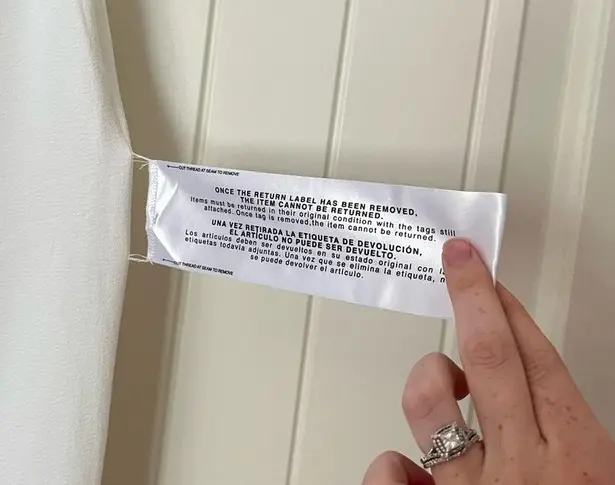 CUT THREAD AT SEAM TO REMOVE
ONCE THE RETURN LABEL HAS BEEN REMOVED,
THE ITEM CANNOT BE RETURNED.
Items must be returned in their original condition with the tags still
attached. Once tag is removed,the item cannot be returned.
UNA VEZ RETIRADA LA ETIQUETA DE DEVOLUCIÓN,
EL ARTÍCULO NO PUEDE SER DEVUELTO.
Los artículos deben ser devueltos en su estado original con
etiquetas todavía adjuntas. Una vez que se elimina la etiqueta,
se puede devolver el artículo.
CUT THREAD AT SEAM TO REMOVE